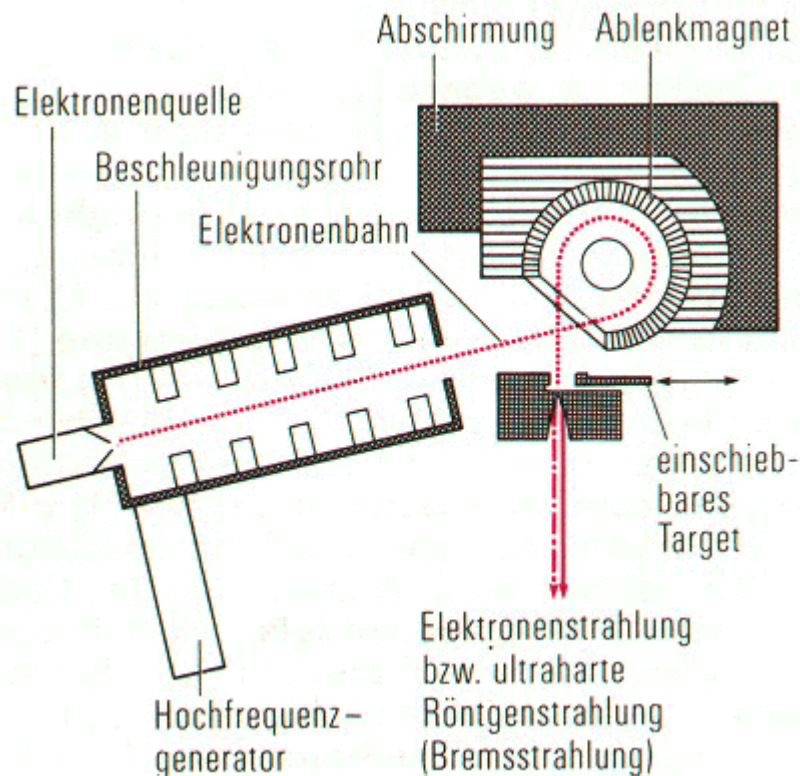 Abschirmung
Ablenkmagnet
Elektronenquelle
Beschleunigungsrohr
Elektronenbahn
einschieb-
bares
Target
Elektronenstrahlung
bzw. ultraharte
Röntgenstrahlung
(Bremsstrahlung)
Hochfrequenz-
generator